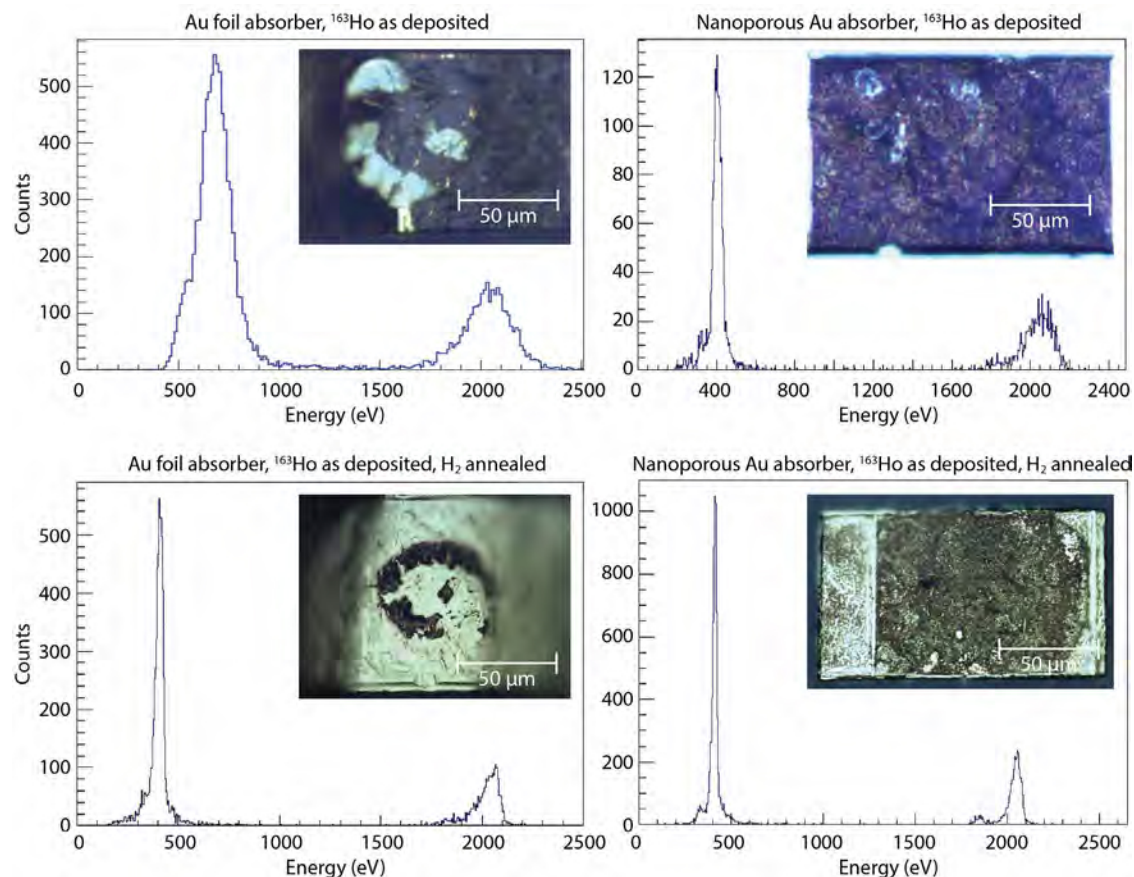 Au foil absorber, ¹⁶³Ho as deposited
Counts
500
400
300
200
100
0
0 500 1000 1500 2000 2500
Energy (eV)
50 μm
Nanoporous Au absorber, ¹⁶³Ho as deposited
120
100
80
60
40
20
0
0 400 800 1200 1600 2000 2400
Energy (eV)
50 μm
Au foil absorber, ¹⁶³Ho as deposited, H₂ annealed
Counts
500
400
300
200
100
0
0 500 1000 1500 2000 2500
Energy (eV)
50 μm
Nanoporous Au absorber, ¹⁶³Ho as deposited, H₂ annealed
1000
800
600
400
200
0
0 500 1000 1500 2000 2500
Energy (eV)
50 μm